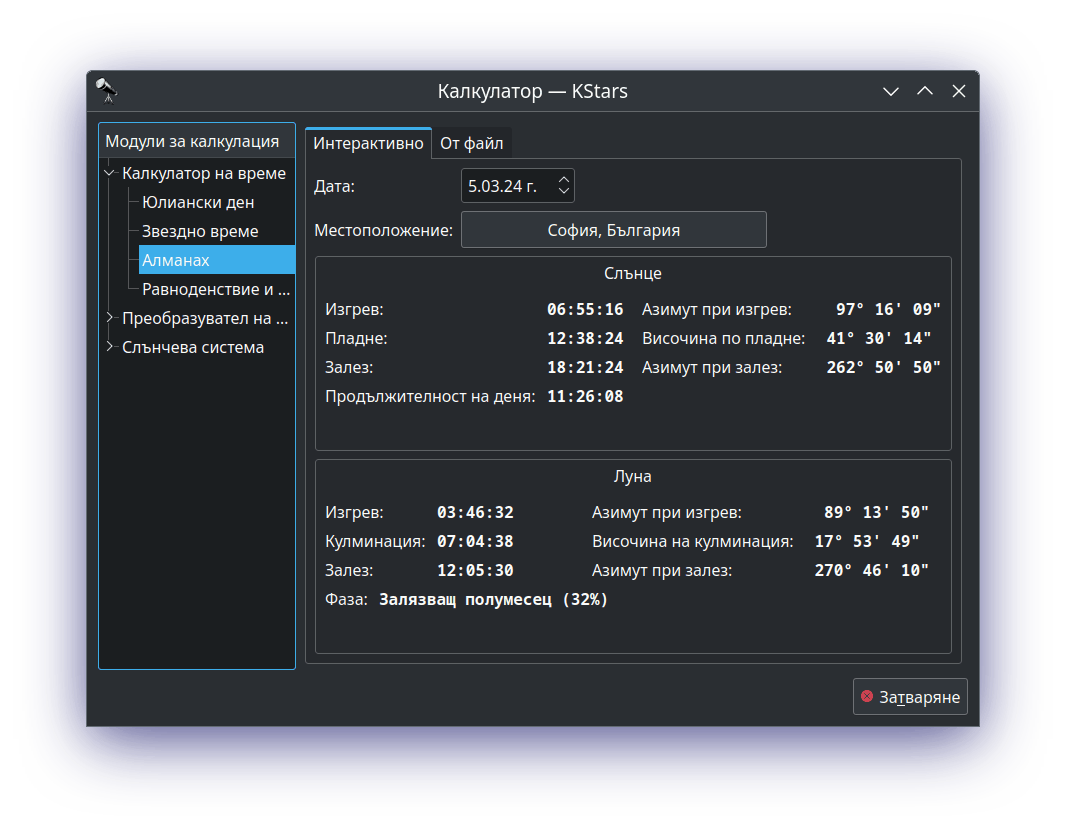 Калкулатор — KStars
Модули за калкулация
Калкулатор на време
Юлиански ден
Звездно време
Алманах
Равноденствие и ...
Преобразувател на ...
Слънчева система
Интерактивно От файл
Дата: 5.03.24 г.
Местоположение: София, България
Слънце
Изгрев: 06:55:16 Азимут при изгрев: 97° 16' 09"
Пладне: 12:38:24 Височина по пладне: 41° 30' 14"
Залез: 18:21:24 Азимут при залез: 262° 50' 50"
Продължителност на деня: 11:26:08
Луна
Изгрев: 03:46:32 Азимут при изгрев: 89° 13' 50"
Кулминация: 07:04:38 Височина на кулминация: 17° 53' 49"
Залез: 12:05:30 Азимут при залез: 270° 46' 10"
Фаза: Залязващ полумесец (32%)
Затваряне